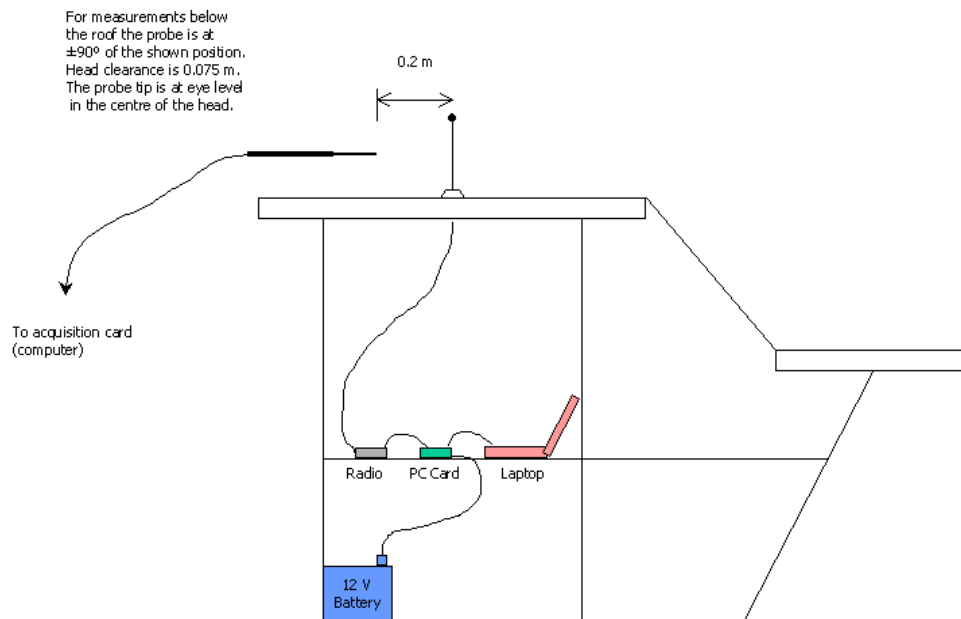 For measurements below
the roof the probe is at
±90º of the shown position.
Head clearance is 0.075 m.
The probe tip is at eye level
in the centre of the head.
0.2 m
To acquisition card
(computer)
Radio
PC Card
Laptop
12 V
Battery